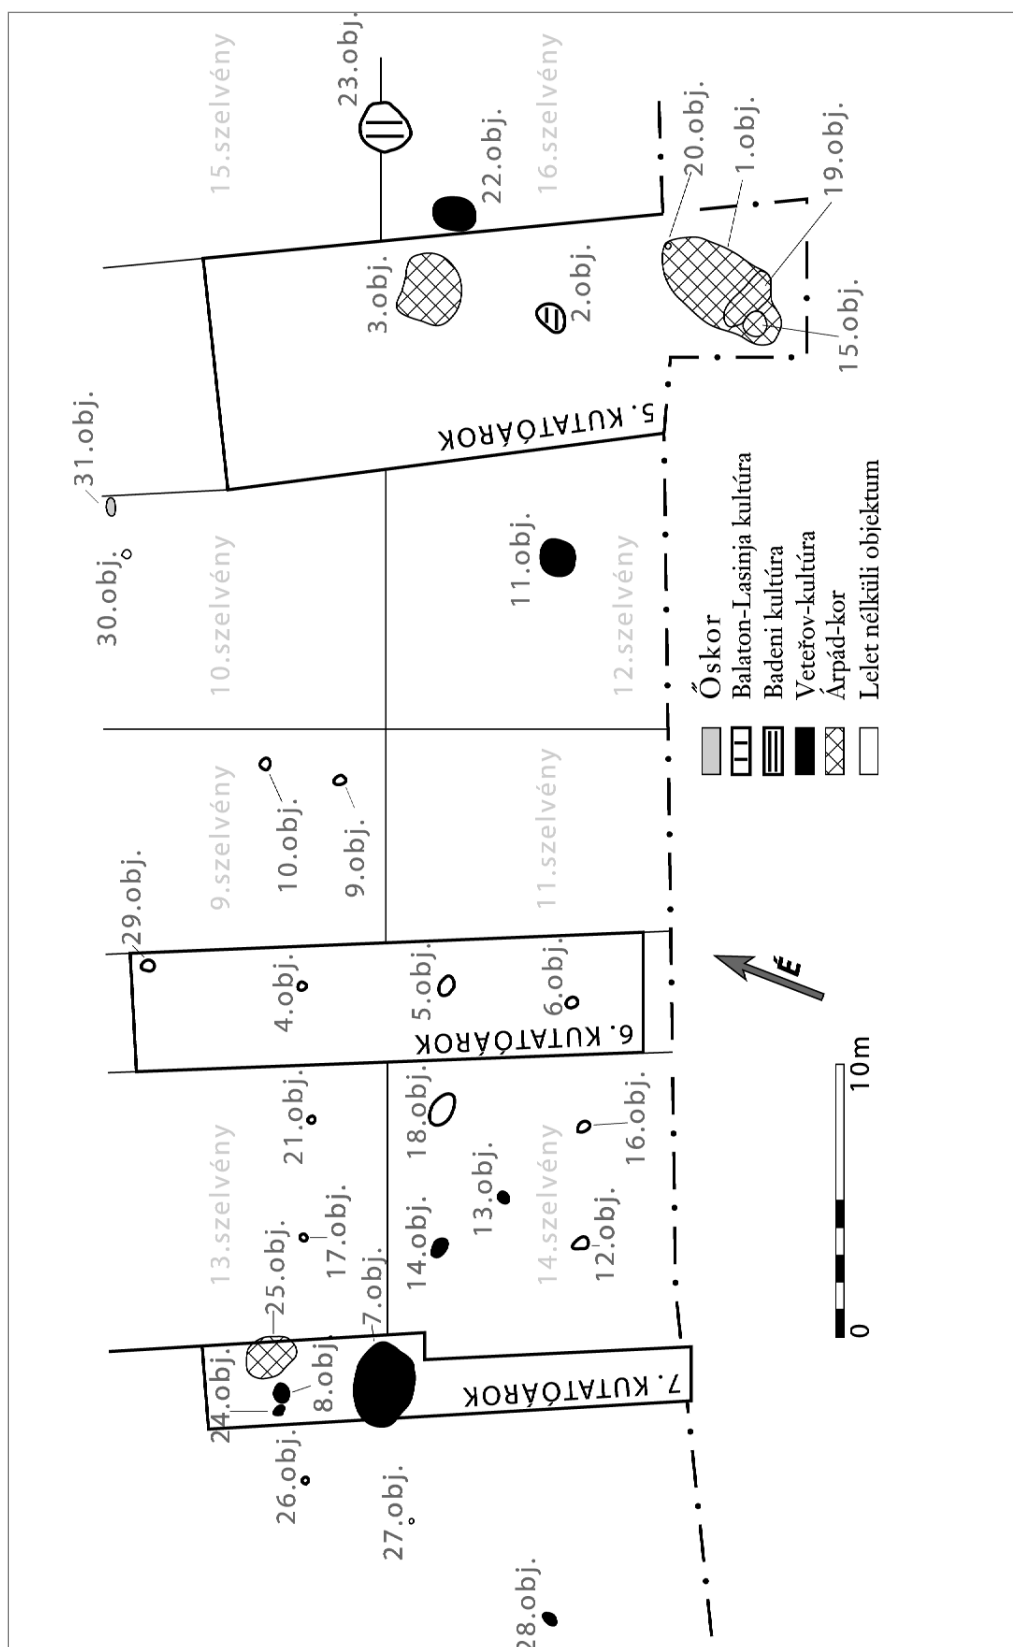 15.szelvény
23.obj.
22.obj.
16.szelvény
20.obj.
1.obj.
19.obj.
15.obj.
3.obj.
2.obj.
5. KUTATÓÁROK
31.obj.
30.obj.
10.szelvény
11.obj.
12.szelvény
Őskor
Balaton-Lasinja kultúra
Badeni kultúra
Veteřov-kultúra
Árpád-kor
Lelet nélküli objektum
9.szelvény
10.obj.
9.obj.
11.szelvény
29.obj.
4.obj.
5.obj.
6.obj.
6. KUTATÓÁROK
É
0
10m
13.szelvény
21.obj.
18.obj.
16.obj.
13.obj.
14.szelvény
17.obj.
14.obj.
12.obj.
25.obj.
7.obj.
24.obj.
8.obj.
7. KUTATÓÁROK
26.obj.
27.obj.
28.obj.